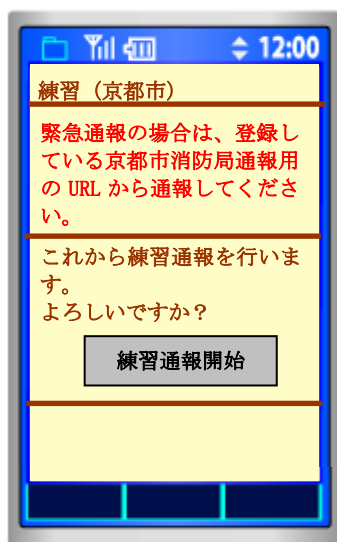 12:00
練習（京都市）
緊急通報の場合は、登録し
ている京都市消防局通報用
の URL から通報してくださ
い。
これから練習通報を行いま
す。
よろしいですか？
練習通報開始